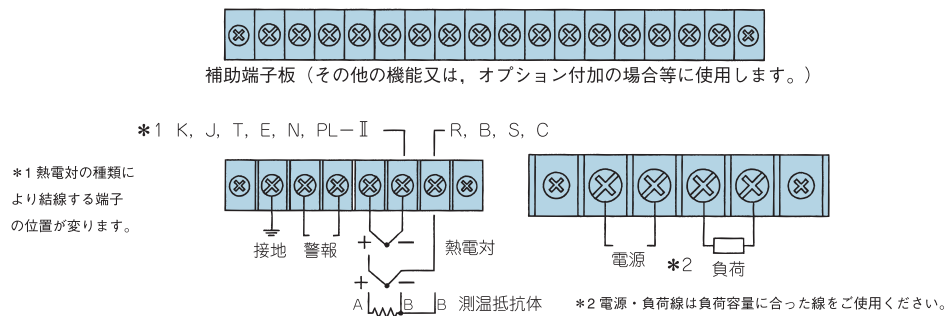 補助端子板（その他の機能又は，オプション付加の場合等に使用します。）
＊1 K, J, T, E, N, PL－Ⅱ
R, B, S, C
＊1 熱電対の種類に
より結線する端子
の位置が変ります。
接地
警報
＋
－
熱電対
＋
－
A
B
B
測温抵抗体
電源
＊2
負荷
＊2 電源・負荷線は負荷容量に合った線をご使用ください。